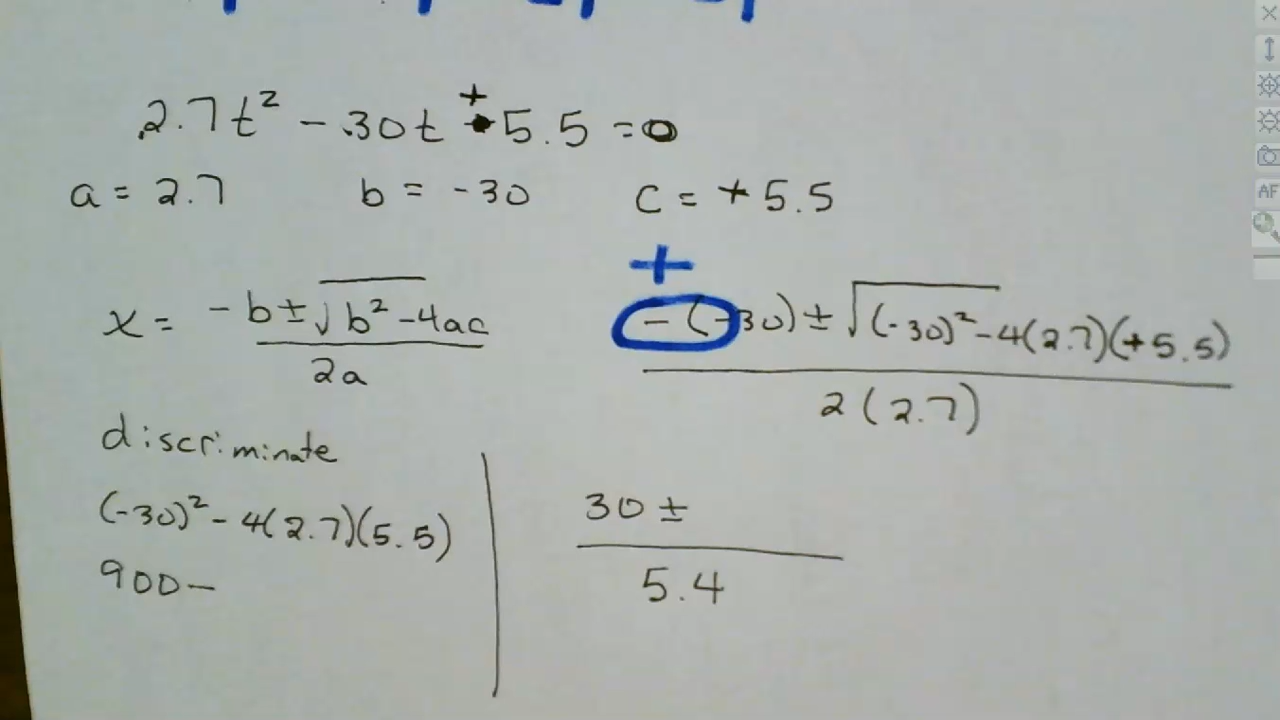 2.7t² - .30t + 5.5 = 0
a = 2.7 b = -30 c = +5.5
+
x = -b ± √b² - 4ac / 2a
-(-30) ± √(-30)² - 4(2.7)(+5.5) / 2(2.7)
discriminate
(-30)² - 4(2.7)(5.5)
900 -
30 ± / 5.4
AF